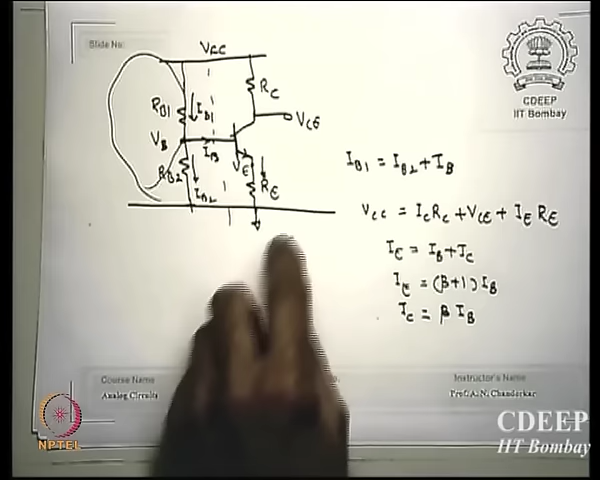 Slide No:
VCC
RC
RB1
IB1
VCE
VB
IB
RB2
VE
RE
IB2
IB1 = IB2 + IB
VCC = ICRC + VCE + IERE
IE = IB + IC
IE = (β+1) IB
IC = β IB
CDEEP
IIT Bombay
Course Name
Analog Circuits
Instructor's Name
Prof. A. N. Chandorkar
NPTEL
CDEEP
IIT Bombay